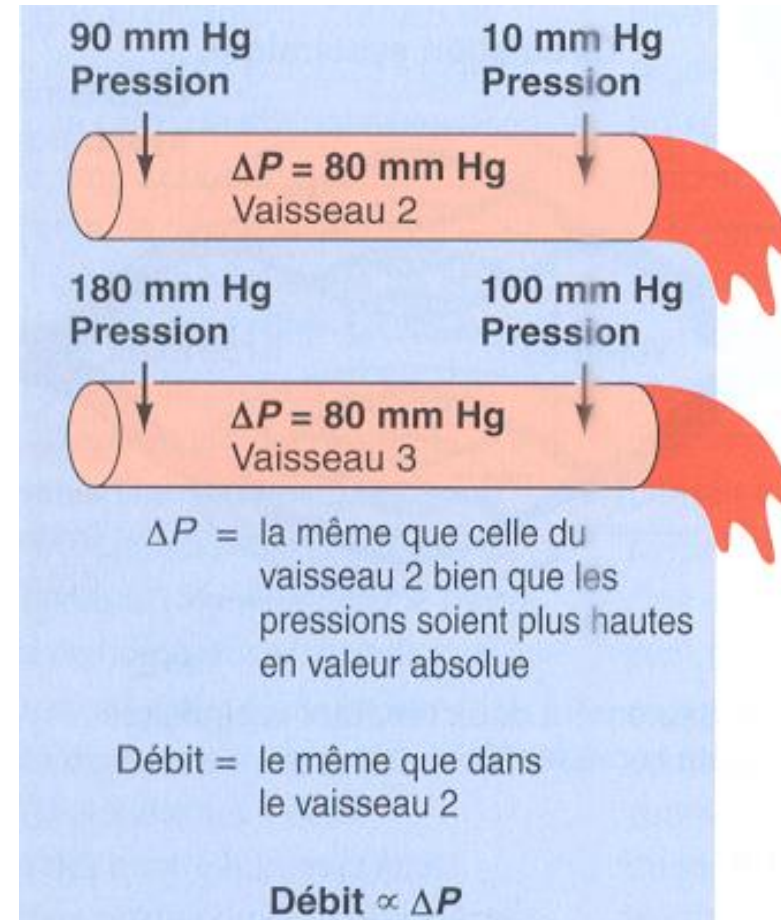 90 mm Hg 10 mm Hg
Pression Pression
ΔP = 80 mm Hg
Vaisseau 2
180 mm Hg 100 mm Hg
Pression Pression
ΔP = 80 mm Hg
Vaisseau 3
ΔP = la même que celle du
vaisseau 2 bien que les
pressions soient plus hautes
en valeur absolue
Débit = le même que dans
le vaisseau 2
Débit ∝ ΔP